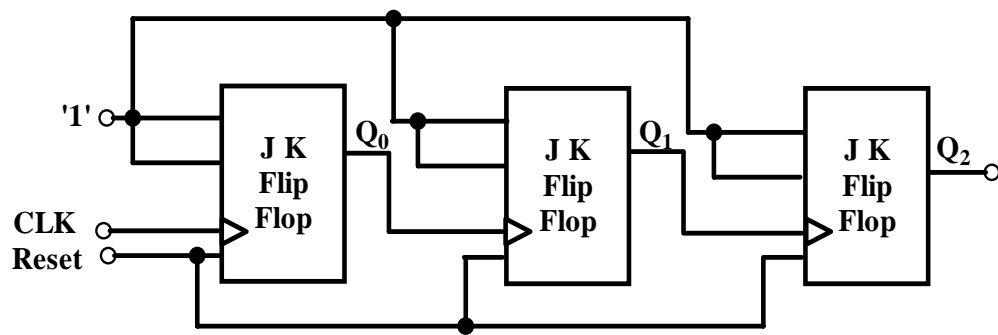 '1'
CLK
Reset
J K
Flip
Flop
Q0
J K
Flip
Flop
Q1
J K
Flip
Flop
Q2